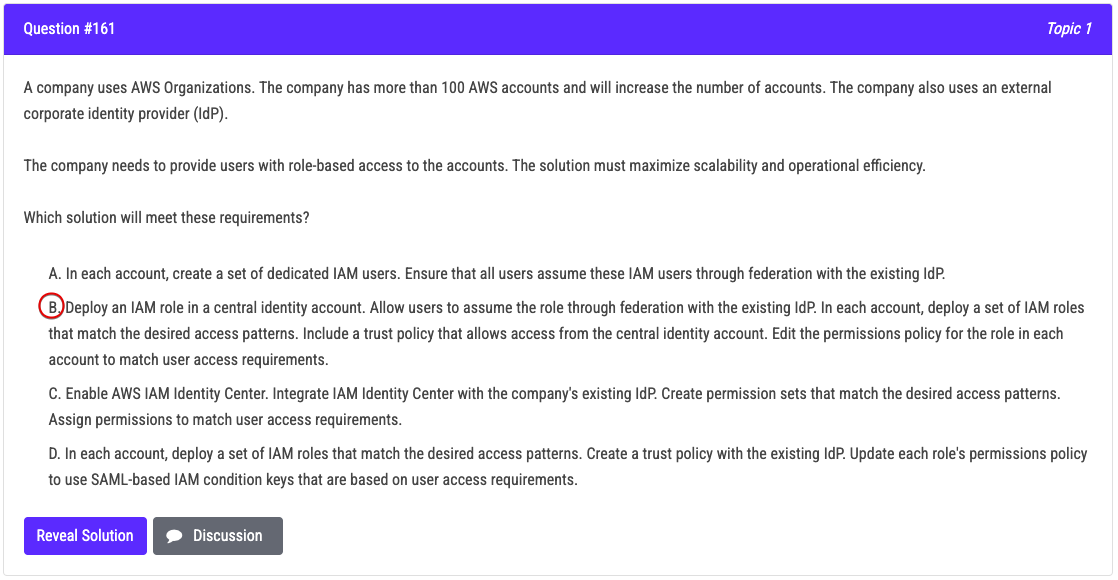 Question #161
Topic 1
A company uses AWS Organizations. The company has more than 100 AWS accounts and will increase the number of accounts. The company also uses an external
corporate identity provider (IdP).
The company needs to provide users with role-based access to the accounts. The solution must maximize scalability and operational efficiency.
Which solution will meet these requirements?
A. In each account, create a set of dedicated IAM users. Ensure that all users assume these IAM users through federation with the existing IdP.
B. Deploy an IAM role in a central identity account. Allow users to assume the role through federation with the existing IdP. In each account, deploy a set of IAM roles
that match the desired access patterns. Include a trust policy that allows access from the central identity account. Edit the permissions policy for the role in each
account to match user access requirements.
C. Enable AWS IAM Identity Center. Integrate IAM Identity Center with the company's existing IdP. Create permission sets that match the desired access patterns.
Assign permissions to match user access requirements.
D. In each account, deploy a set of IAM roles that match the desired access patterns. Create a trust policy with the existing IdP. Update each role's permissions policy
to use SAML-based IAM condition keys that are based on user access requirements.
Reveal Solution
Discussion